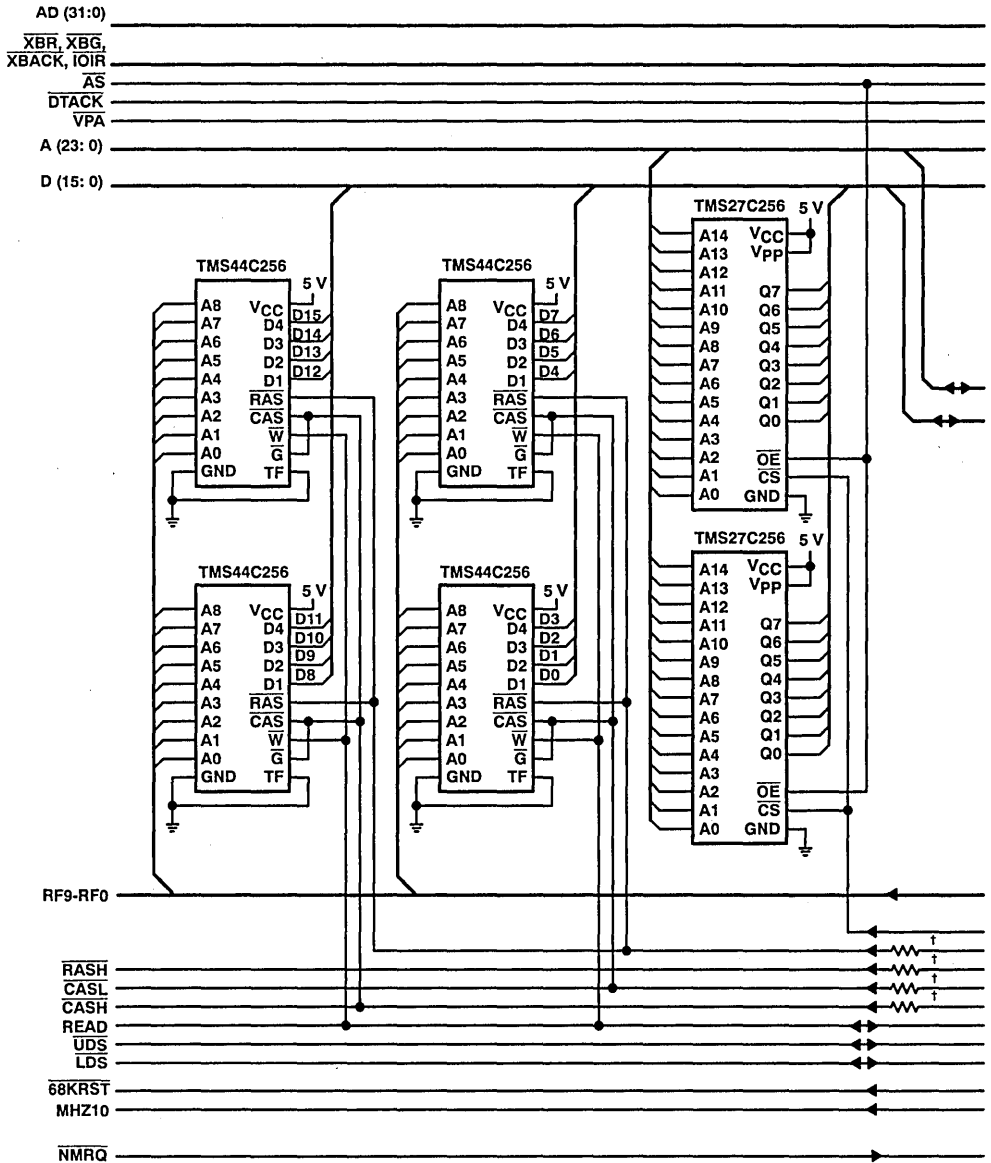 AD (31:0)
XBR, XBG,
XBACK, IOIR
AS
DTACK
VPA
A (23: 0)
D (15: 0)
TMS44C256
5 V
A8
A7
A6
A5
A4
A3
A2
A1
A0
GND
VCC
D4
D3
D2
D1
RAS
CAS
W
G
TF
D15
D14
D13
D12
TMS44C256
5 V
A8
A7
A6
A5
A4
A3
A2
A1
A0
GND
VCC
D4
D3
D2
D1
RAS
CAS
W
G
TF
D7
D6
D5
D4
TMS27C256
5 V
A14
A13
A12
A11
A10
A9
A8
A7
A6
A5
A4
A3
A2
A1
A0
VCC
VPP
Q7
Q6
Q5
Q4
Q3
Q2
Q1
Q0
OE
CS
GND
TMS44C256
5 V
A8
A7
A6
A5
A4
A3
A2
A1
A0
GND
VCC
D4
D3
D2
D1
RAS
CAS
W
G
TF
D11
D10
D9
D8
TMS44C256
5 V
A8
A7
A6
A5
A4
A3
A2
A1
A0
GND
VCC
D4
D3
D2
D1
RAS
CAS
W
G
TF
D3
D2
D1
D0
TMS27C256
5 V
A14
A13
A12
A11
A10
A9
A8
A7
A6
A5
A4
A3
A2
A1
A0
VCC
VPP
Q7
Q6
Q5
Q4
Q3
Q2
Q1
Q0
OE
CS
GND
RF9-RF0
†
†
†
†
RASH
CASL
CASH
READ
UDS
LDS
68KRST
MHZ10
NMRQ